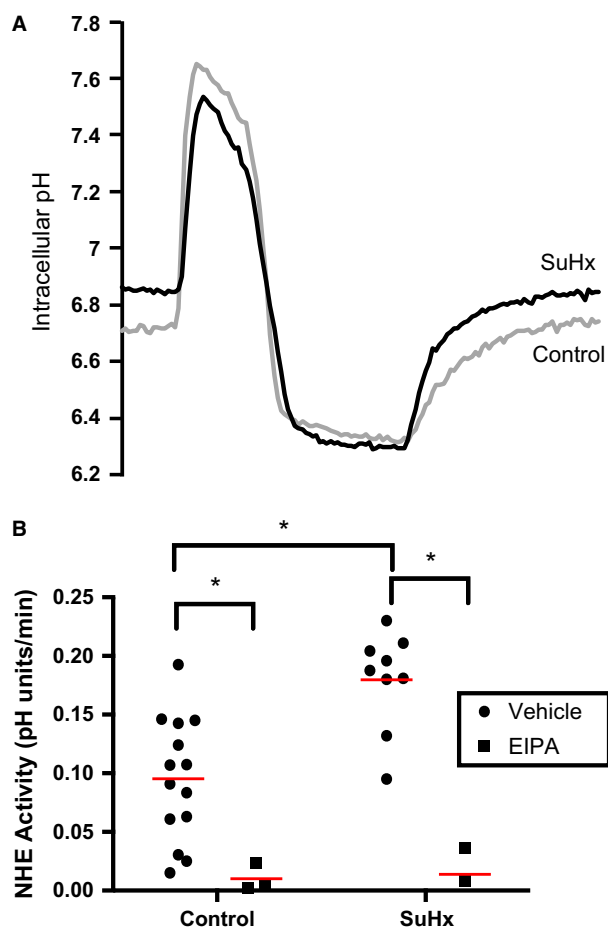 A
Intracellular pH
7.8
7.6
7.4
7.2
7
6.8
6.6
6.4
6.2
SuHx
Control
B
*
*
*
NHE Activity (pH units/min)
0.25
0.20
0.15
0.10
0.05
0.00
Vehicle
EIPA
Control SuHx